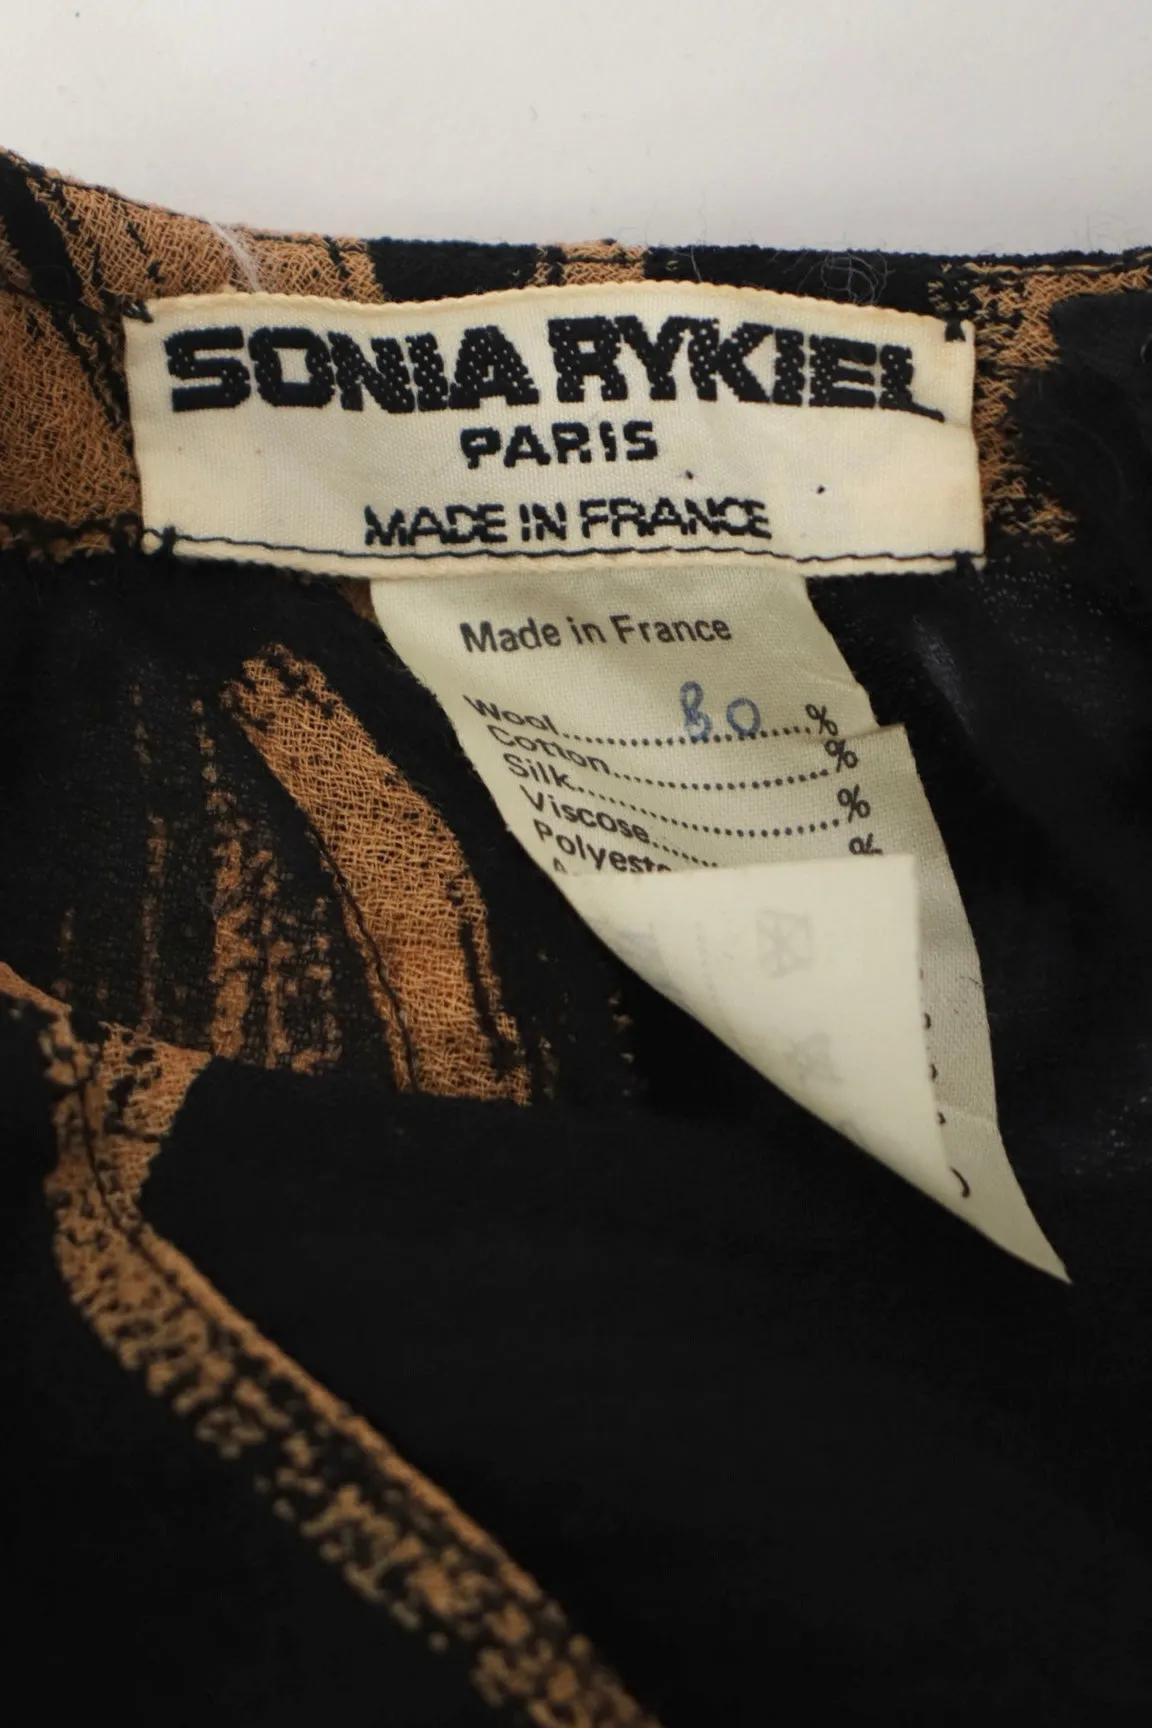 SONIA RYKIEL
PARIS
MADE IN FRANCE
Made in France
Wool..................80......%
Cotton........................%
Silk..............................%
Viscose......%